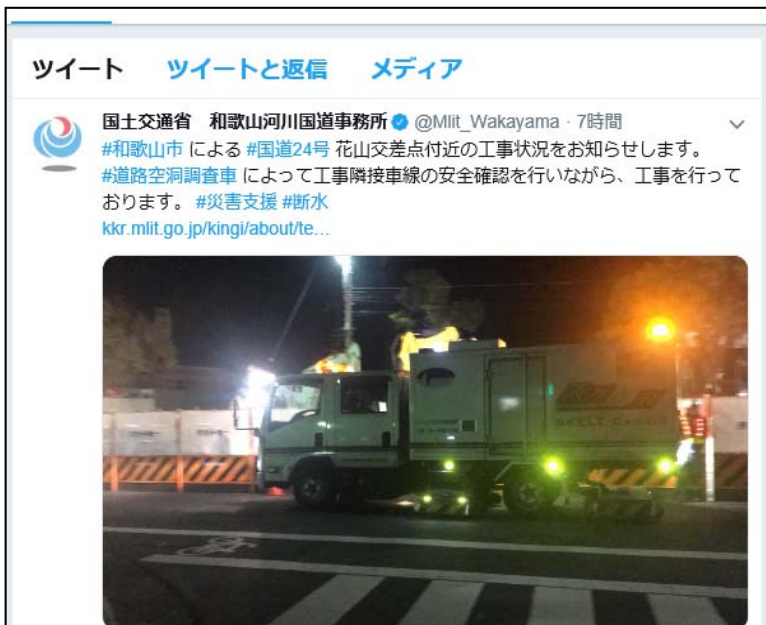 ツイート ツイートと返信 メディア
国土交通省 和歌山河川国道事務所 @Mlit_Wakayama · 7時間
#和歌山市 による #国道24号 花山交差点付近の工事状況をお知らせします。
#道路空洞調査車 によって工事隣接車線の安全確認を行いながら、工事を行って
おります。 #災害支援 #断水
kkr.mlit.go.jp/kingi/about/te...